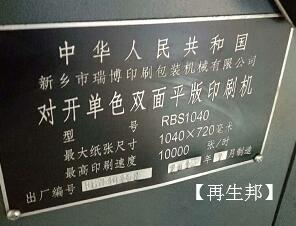 中华人民共和国
新乡市瑞博印刷包装机械有限公司
对开单色双面平版印刷机
型号 RBS1040
最大纸张尺寸 1040×720毫米
最高印刷速度 10000 张/时
出厂编号 年 月制造
【再生邦】